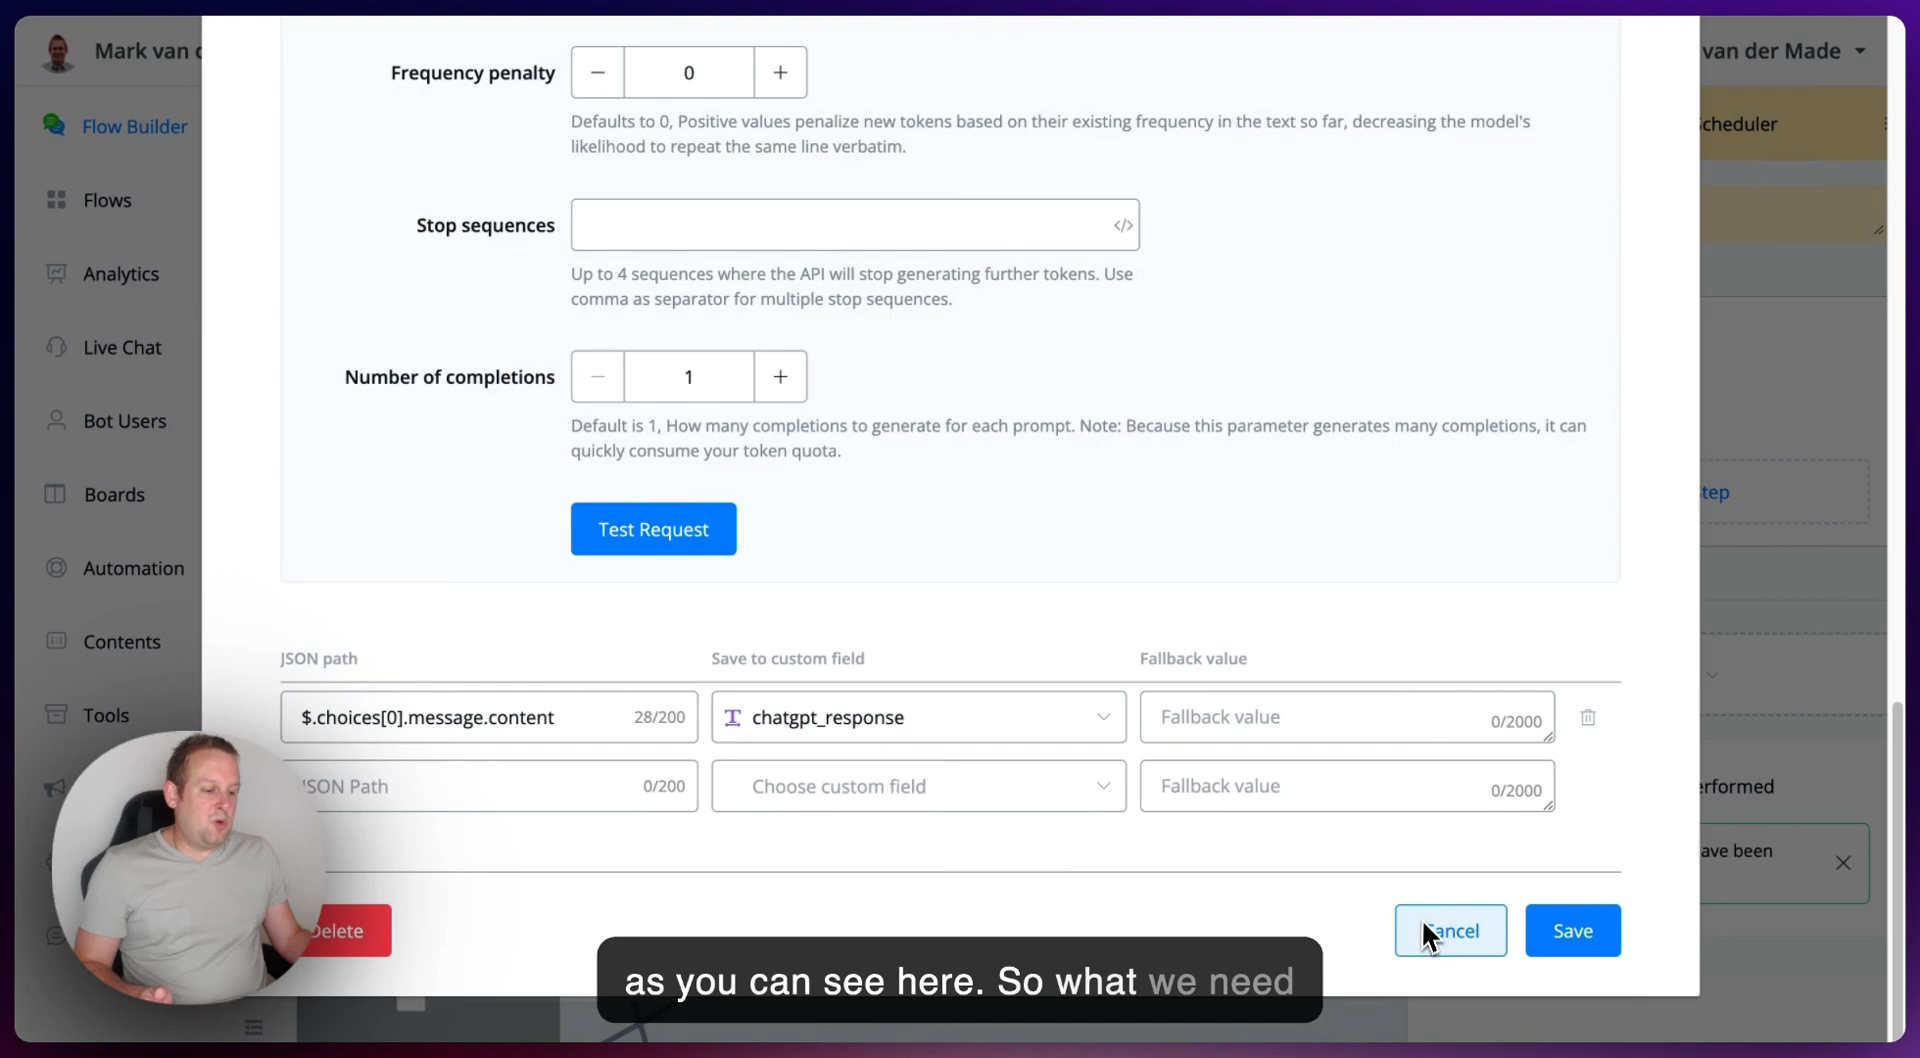 Mark van d
van der Made
Flow Builder
Flows
Analytics
Live Chat
Bot Users
Boards
Automation
Contents
Tools
Frequency penalty
0
Defaults to 0, Positive values penalize new tokens based on their existing frequency in the text so far, decreasing the model's
likelihood to repeat the same line verbatim.
Stop sequences
</>
Up to 4 sequences where the API will stop generating further tokens. Use
comma as separator for multiple stop sequences.
Number of completions
1
Default is 1, How many completions to generate for each prompt. Note: Because this parameter generates many completions, it can
quickly consume your token quota.
Test Request
JSON path Save to custom field Fallback value
$.choices[0].message.content 28/200 chatgpt_response Fallback value 0/2000
JSON Path 0/200 Choose custom field Fallback value 0/2000
Delete
Cancel
Save
cheduler
tep
erformed
ave been
as you can see here. So what we need